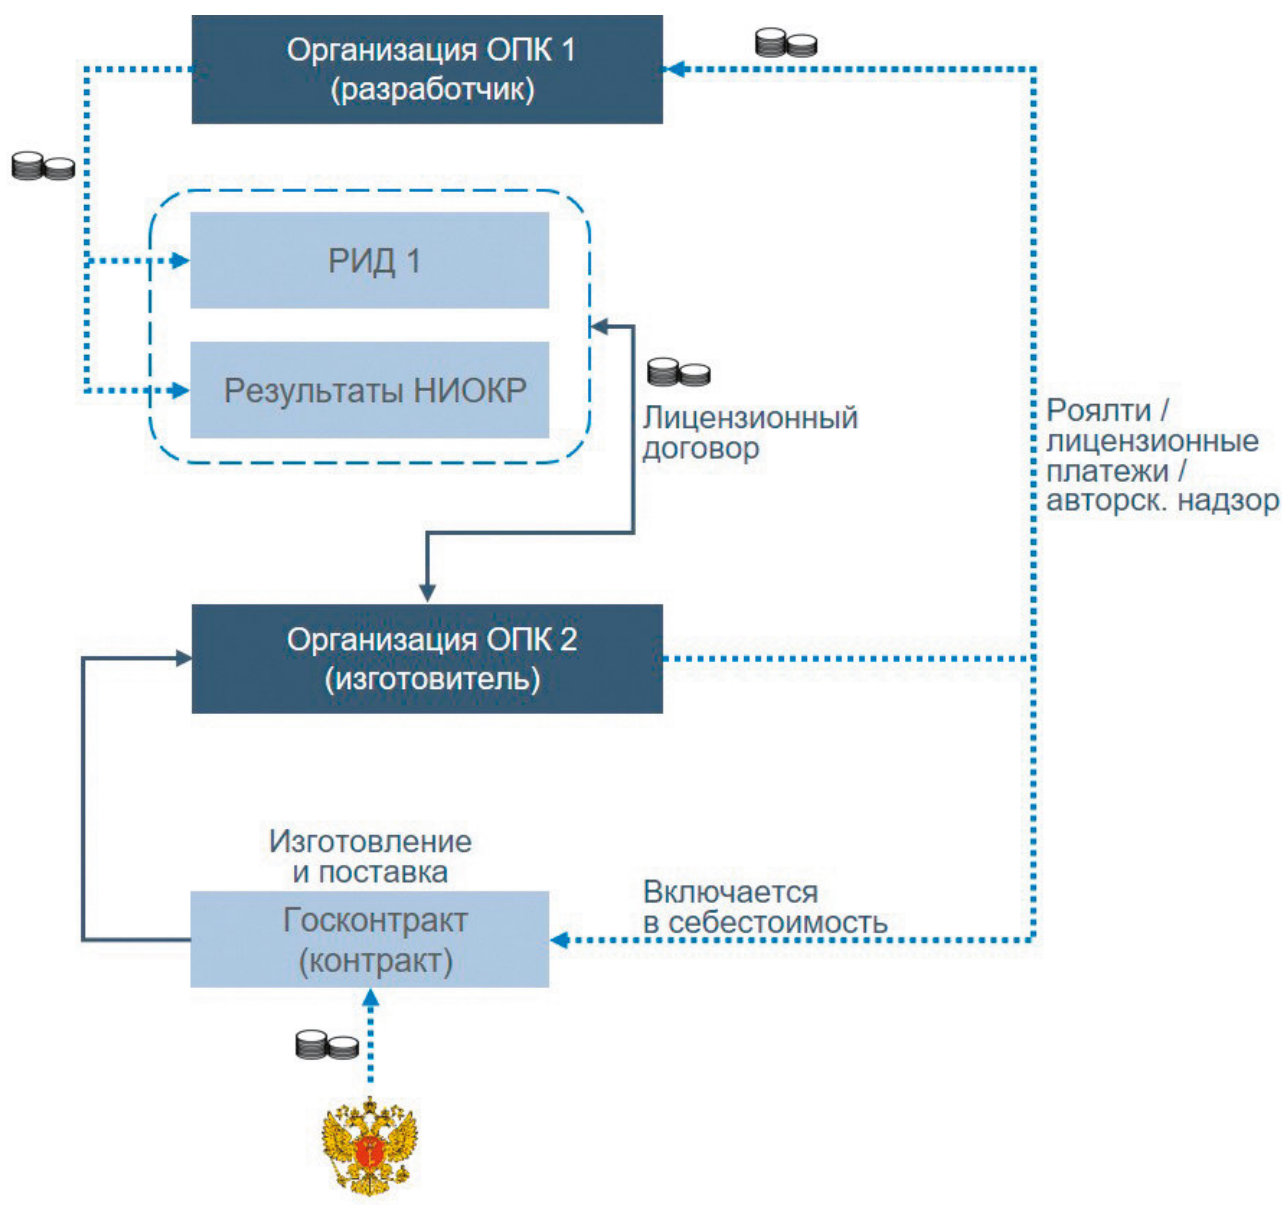 Организация ОПК 1
(разработчик)
РИД 1
Результаты НИОКР
Лицензионный
договор
Роялти /
лицензионные
платежи /
авторск. надзор
Организация ОПК 2
(изготовитель)
Изготовление
и поставка
Госконтракт
(контракт)
Включается
в себестоимость